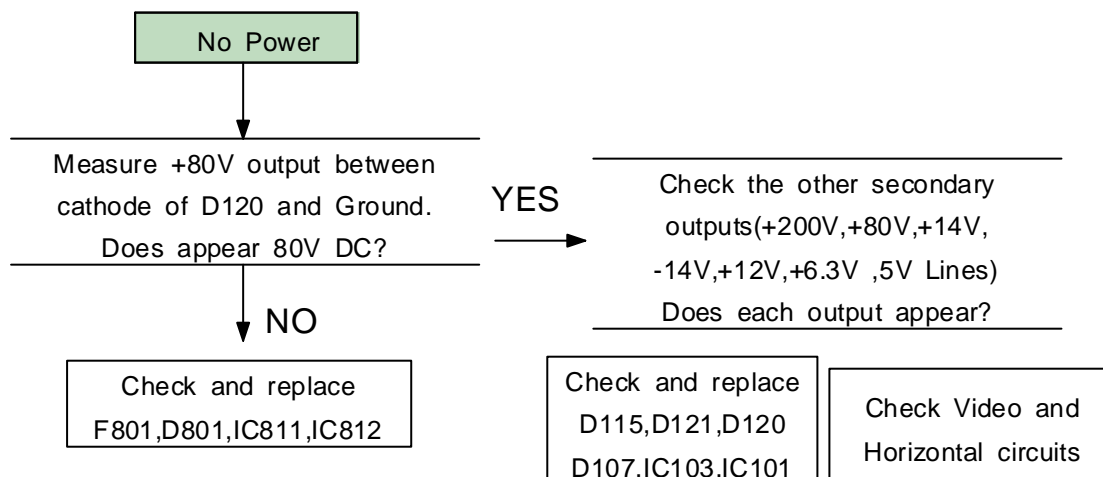 No Power
Measure +80V output between
cathode of D120 and Ground.
Does appear 80V DC?
YES
Check the other secondary
outputs(+200V,+80V,+14V,
-14V,+12V,+6.3V ,5V Lines)
Does each output appear?
NO
Check and replace
F801,D801,IC811,IC812
Check and replace
D115,D121,D120
D107,IC103,IC101
Check Video and
Horizontal circuits